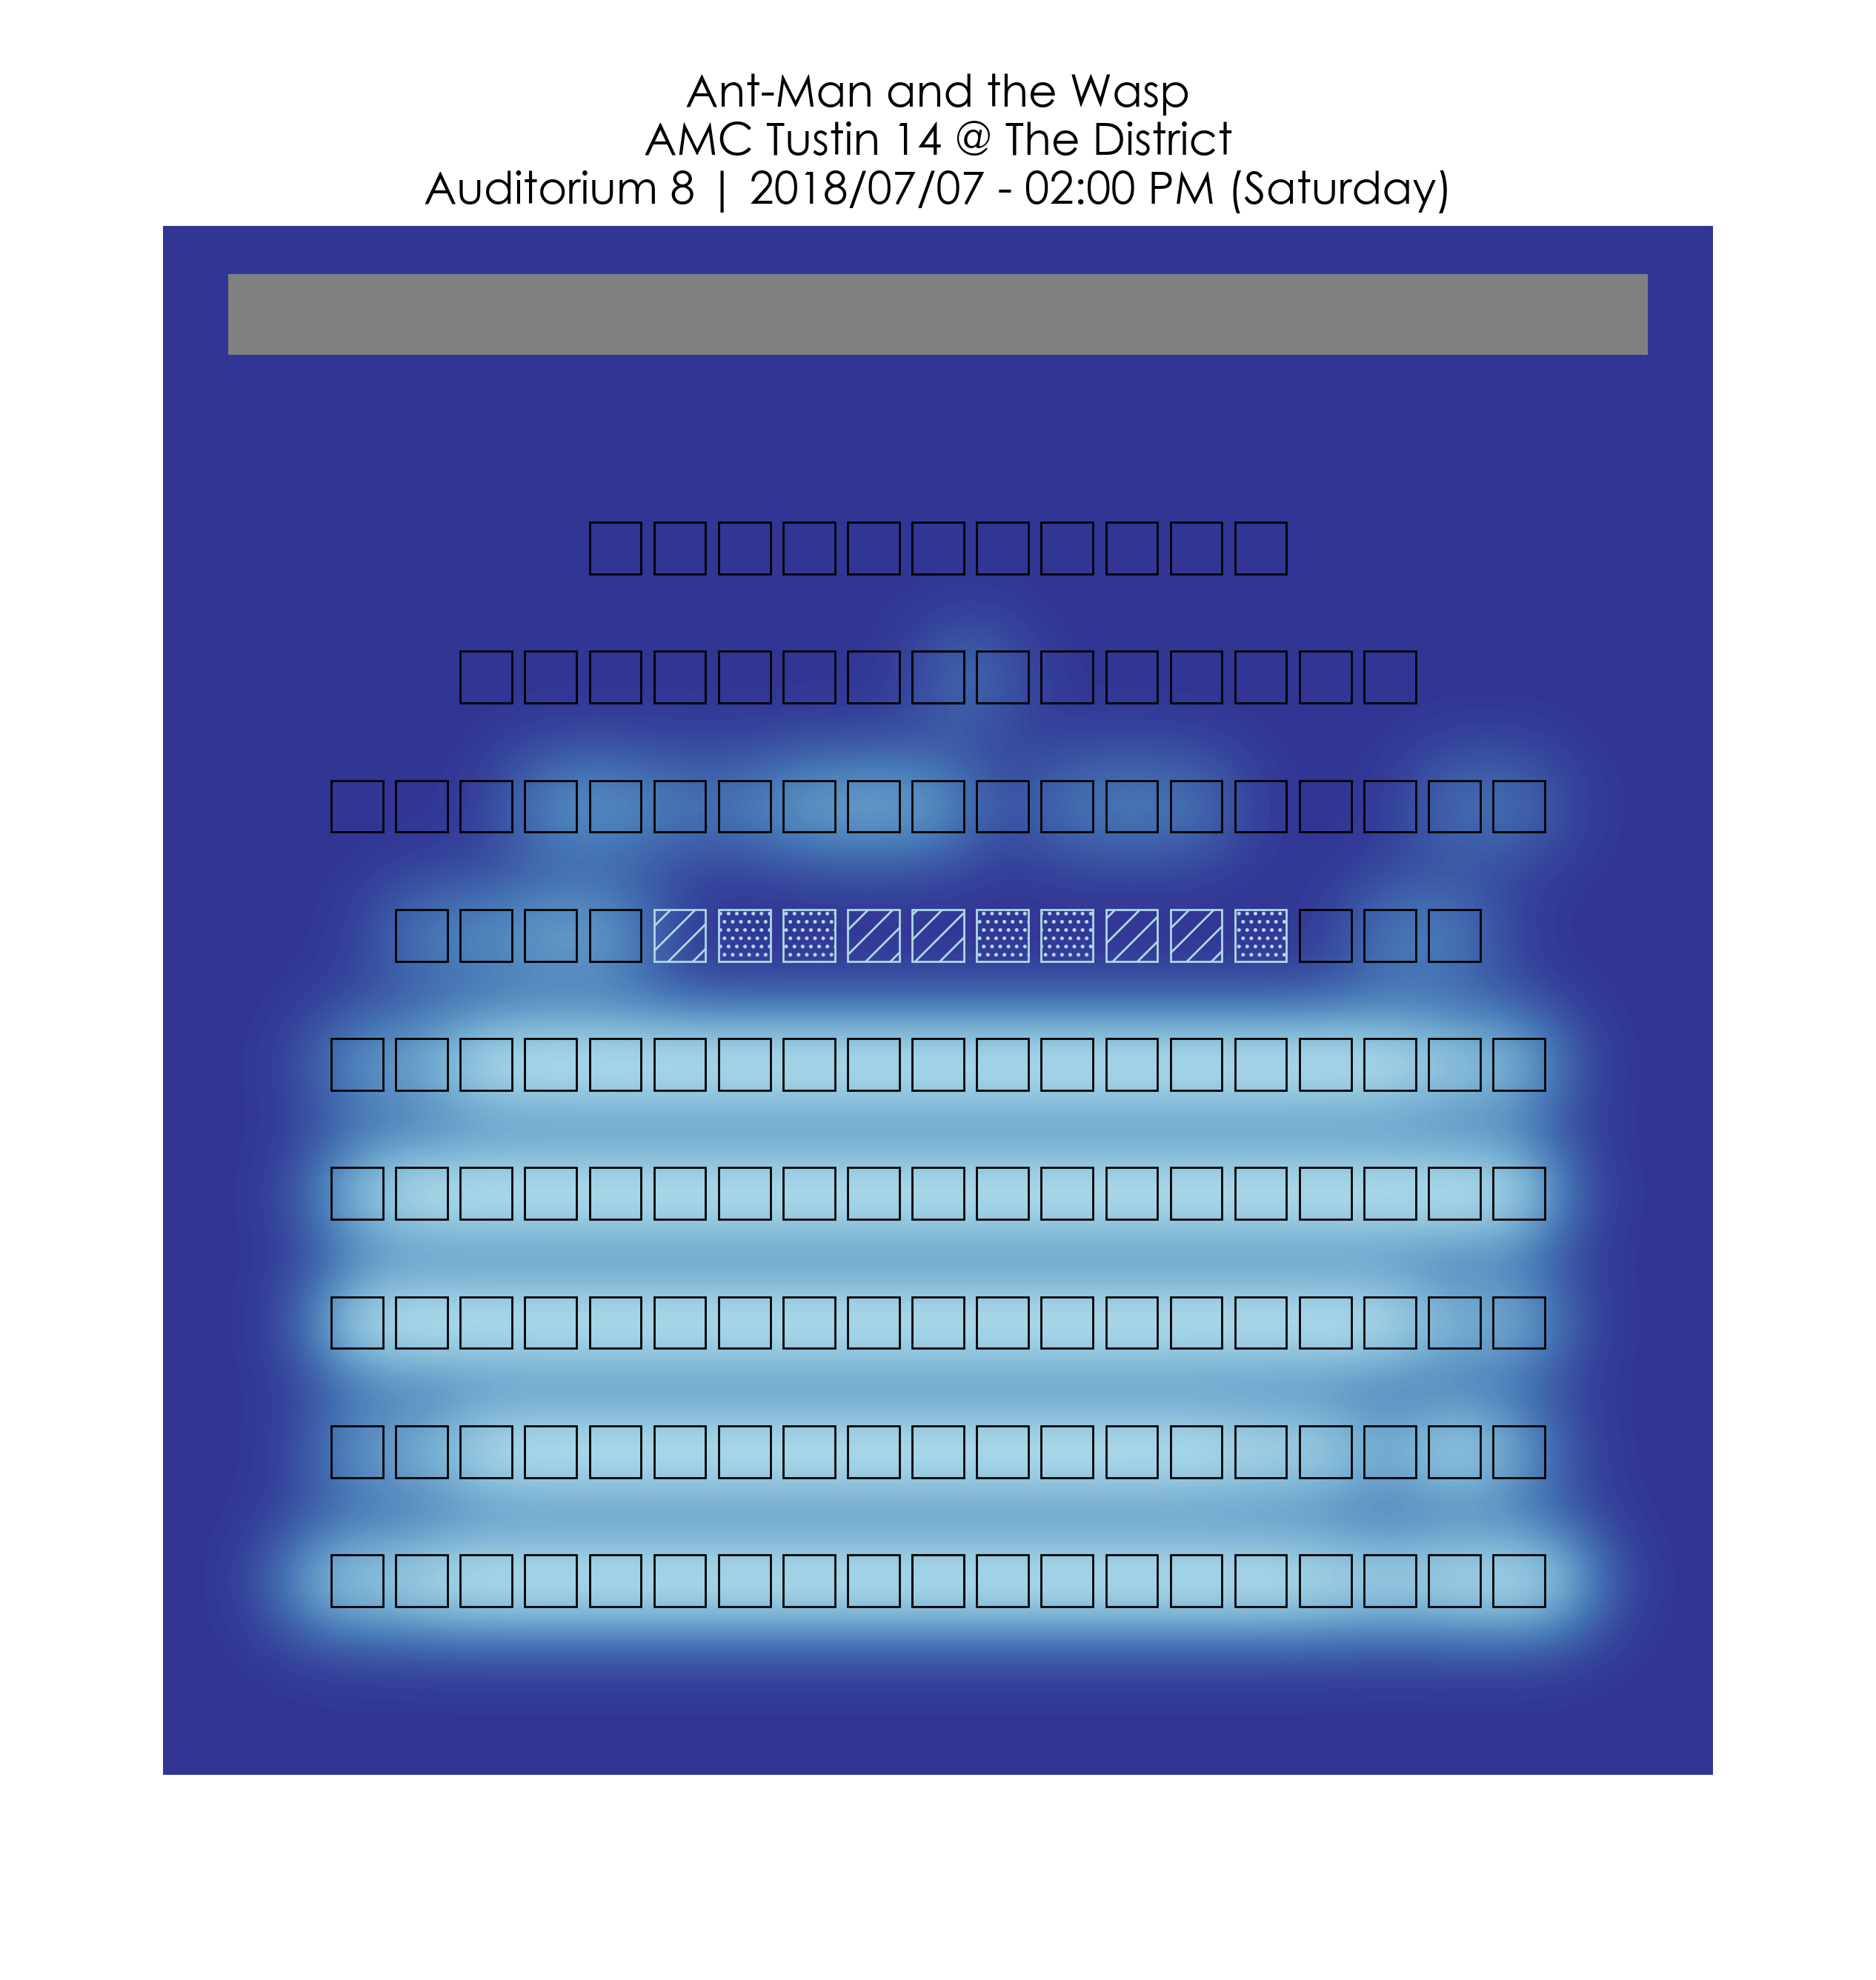 Ant-Man and the Wasp
AMC Tustin 14 @ The District
Auditorium 8 | 2018/07/07 - 02:00 PM (Saturday)